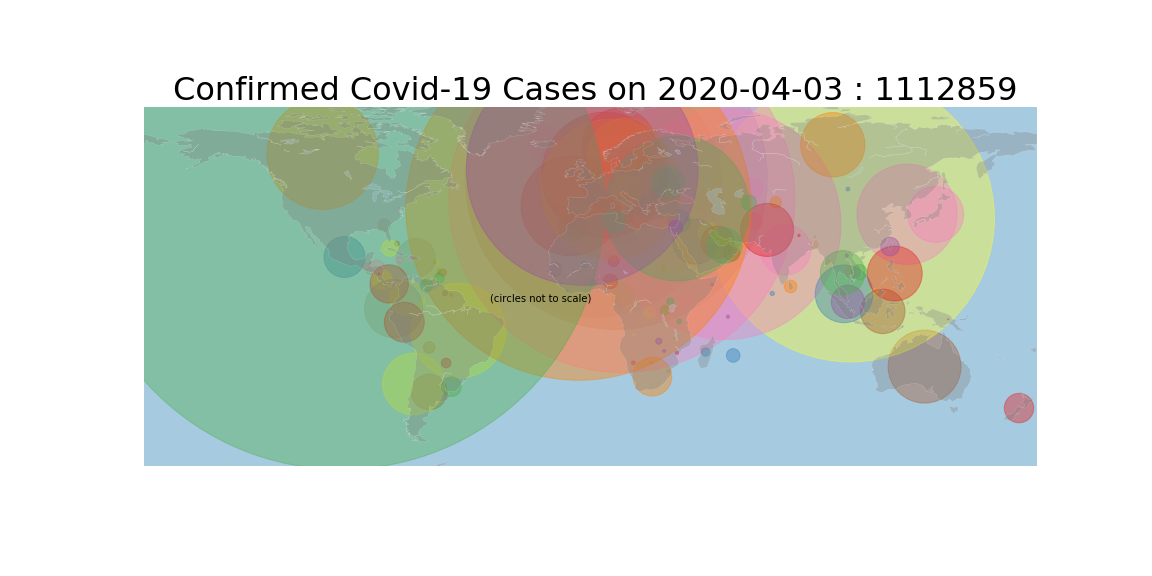 Confirmed Covid-19 Cases on 2020-04-03 : 1112859
(circles not to scale)